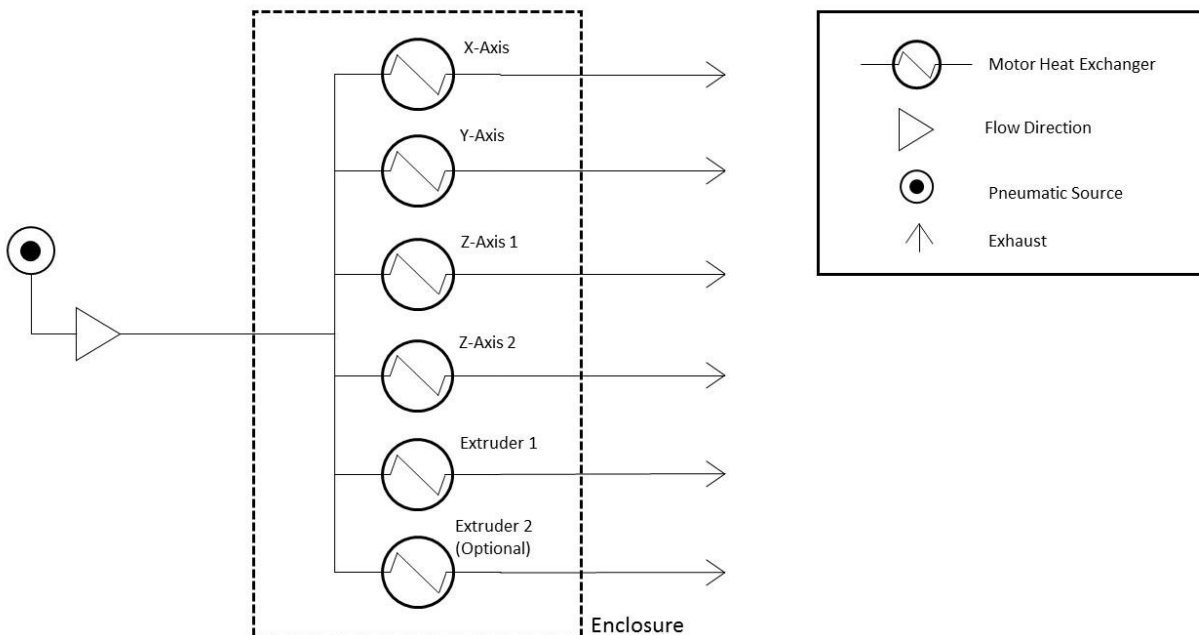 X-Axis
Y-Axis
Z-Axis 1
Z-Axis 2
Extruder 1
Extruder 2
(Optional)
Enclosure
Motor Heat Exchanger
Flow Direction
Pneumatic Source
Exhaust